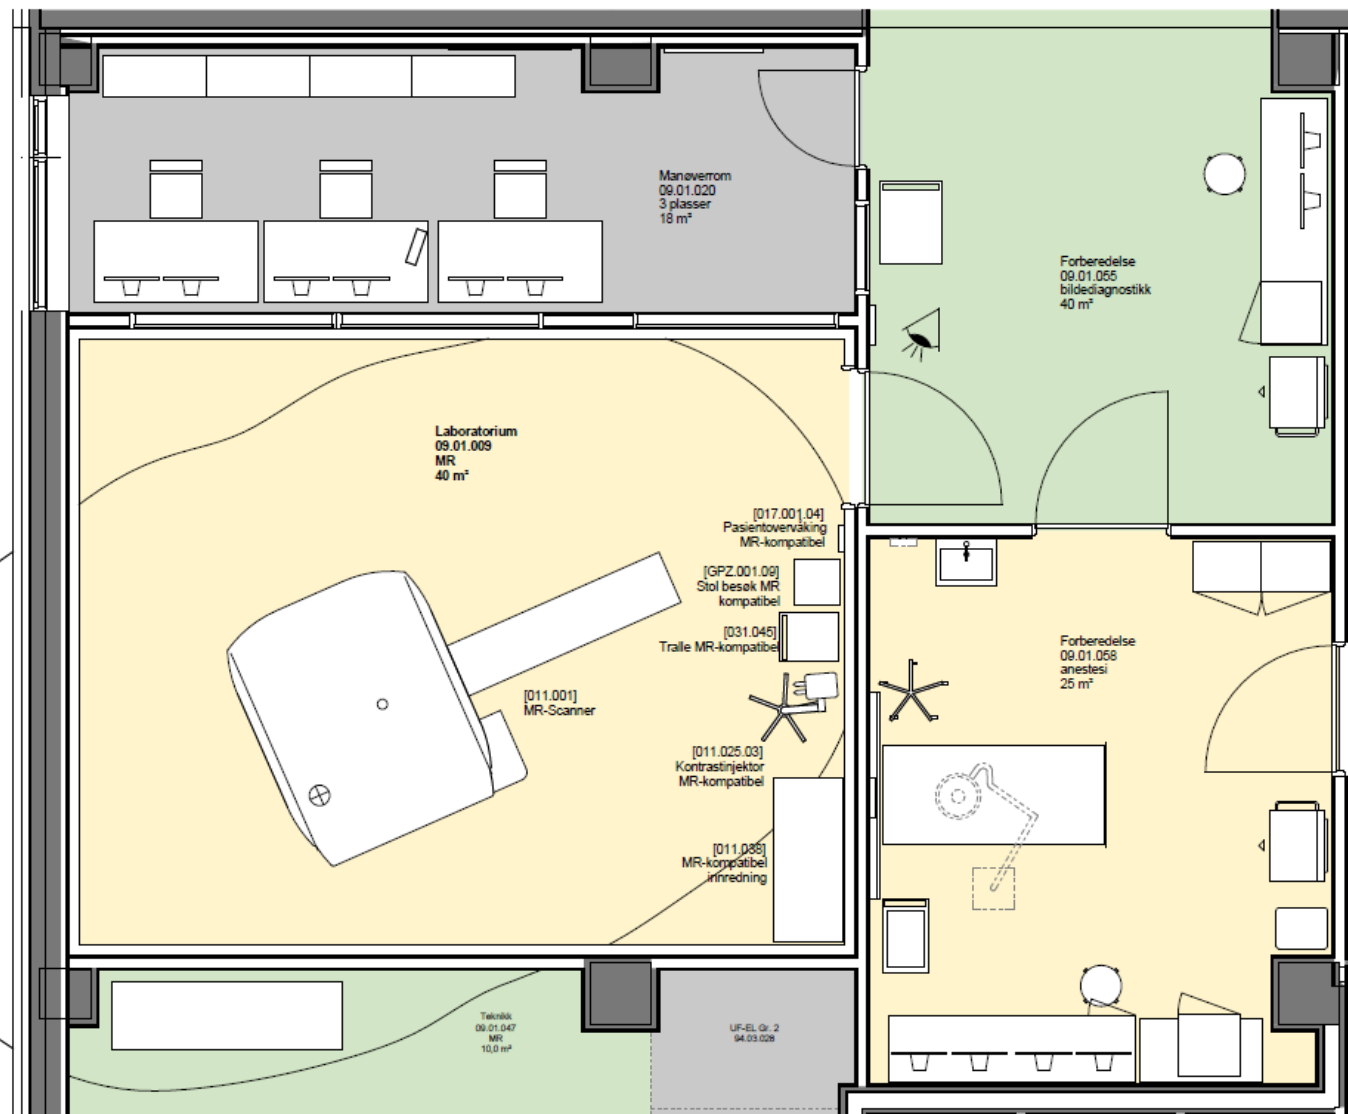 Manøverrom
09.01.020
3 plasser
18 m²
Forberedelse
09.01.055
bildediagnostikk
40 m²
Laboratorium
09.01.009
MR
40 m²
[017.001.04]
Pasientovervåking
MR-kompatibel
[GPZ.001.09]
Stol besøk MR
kompatibel
[031.045]
Tralle MR-kompatibel
[011.001]
MR-Scanner
[011.025.03]
Kontrastinjektor
MR-kompatibel
[011.038]
MR-kompatibel
innredning
Forberedelse
09.01.058
anestesi
25 m²
Teknikk
09.01.047
MR
10,0 m²
UF-EL Gr. 2
94.03.028